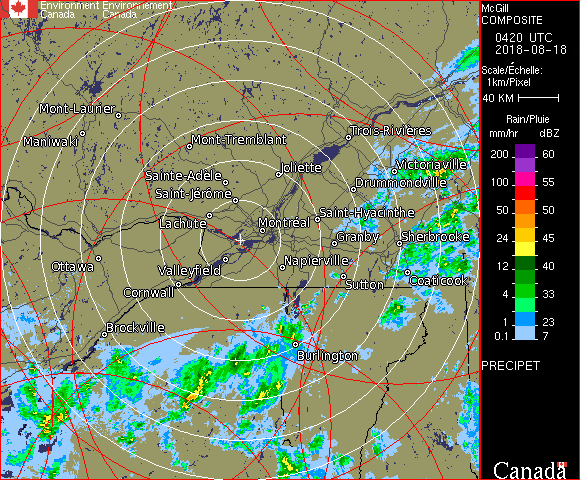 Environment Environnement
Canada Canada
McGill
COMPOSITE
0420 UTC
2018-08-18
Scale/Échelle:
1km/Pixel
40 KM
Rain/Pluie
mm/hr dBZ
200 60
100 55
50 50
24 45
12 40
4 33
1 23
0.1 7
PRECIPET
Canada
Mont-Laurier
Maniwaki
Mont-Tremblant
Trois-Rivières
Sainte-Adèle
Joliette
Victoriaville
Saint-Jérôme
Drummondville
Lachute
Montréal
Saint-Hyacinthe
Granby
Sherbrooke
Ottawa
Valleyfield
Napierville
Cornwall
Sutton
Coaticook
Brockville
Burlington